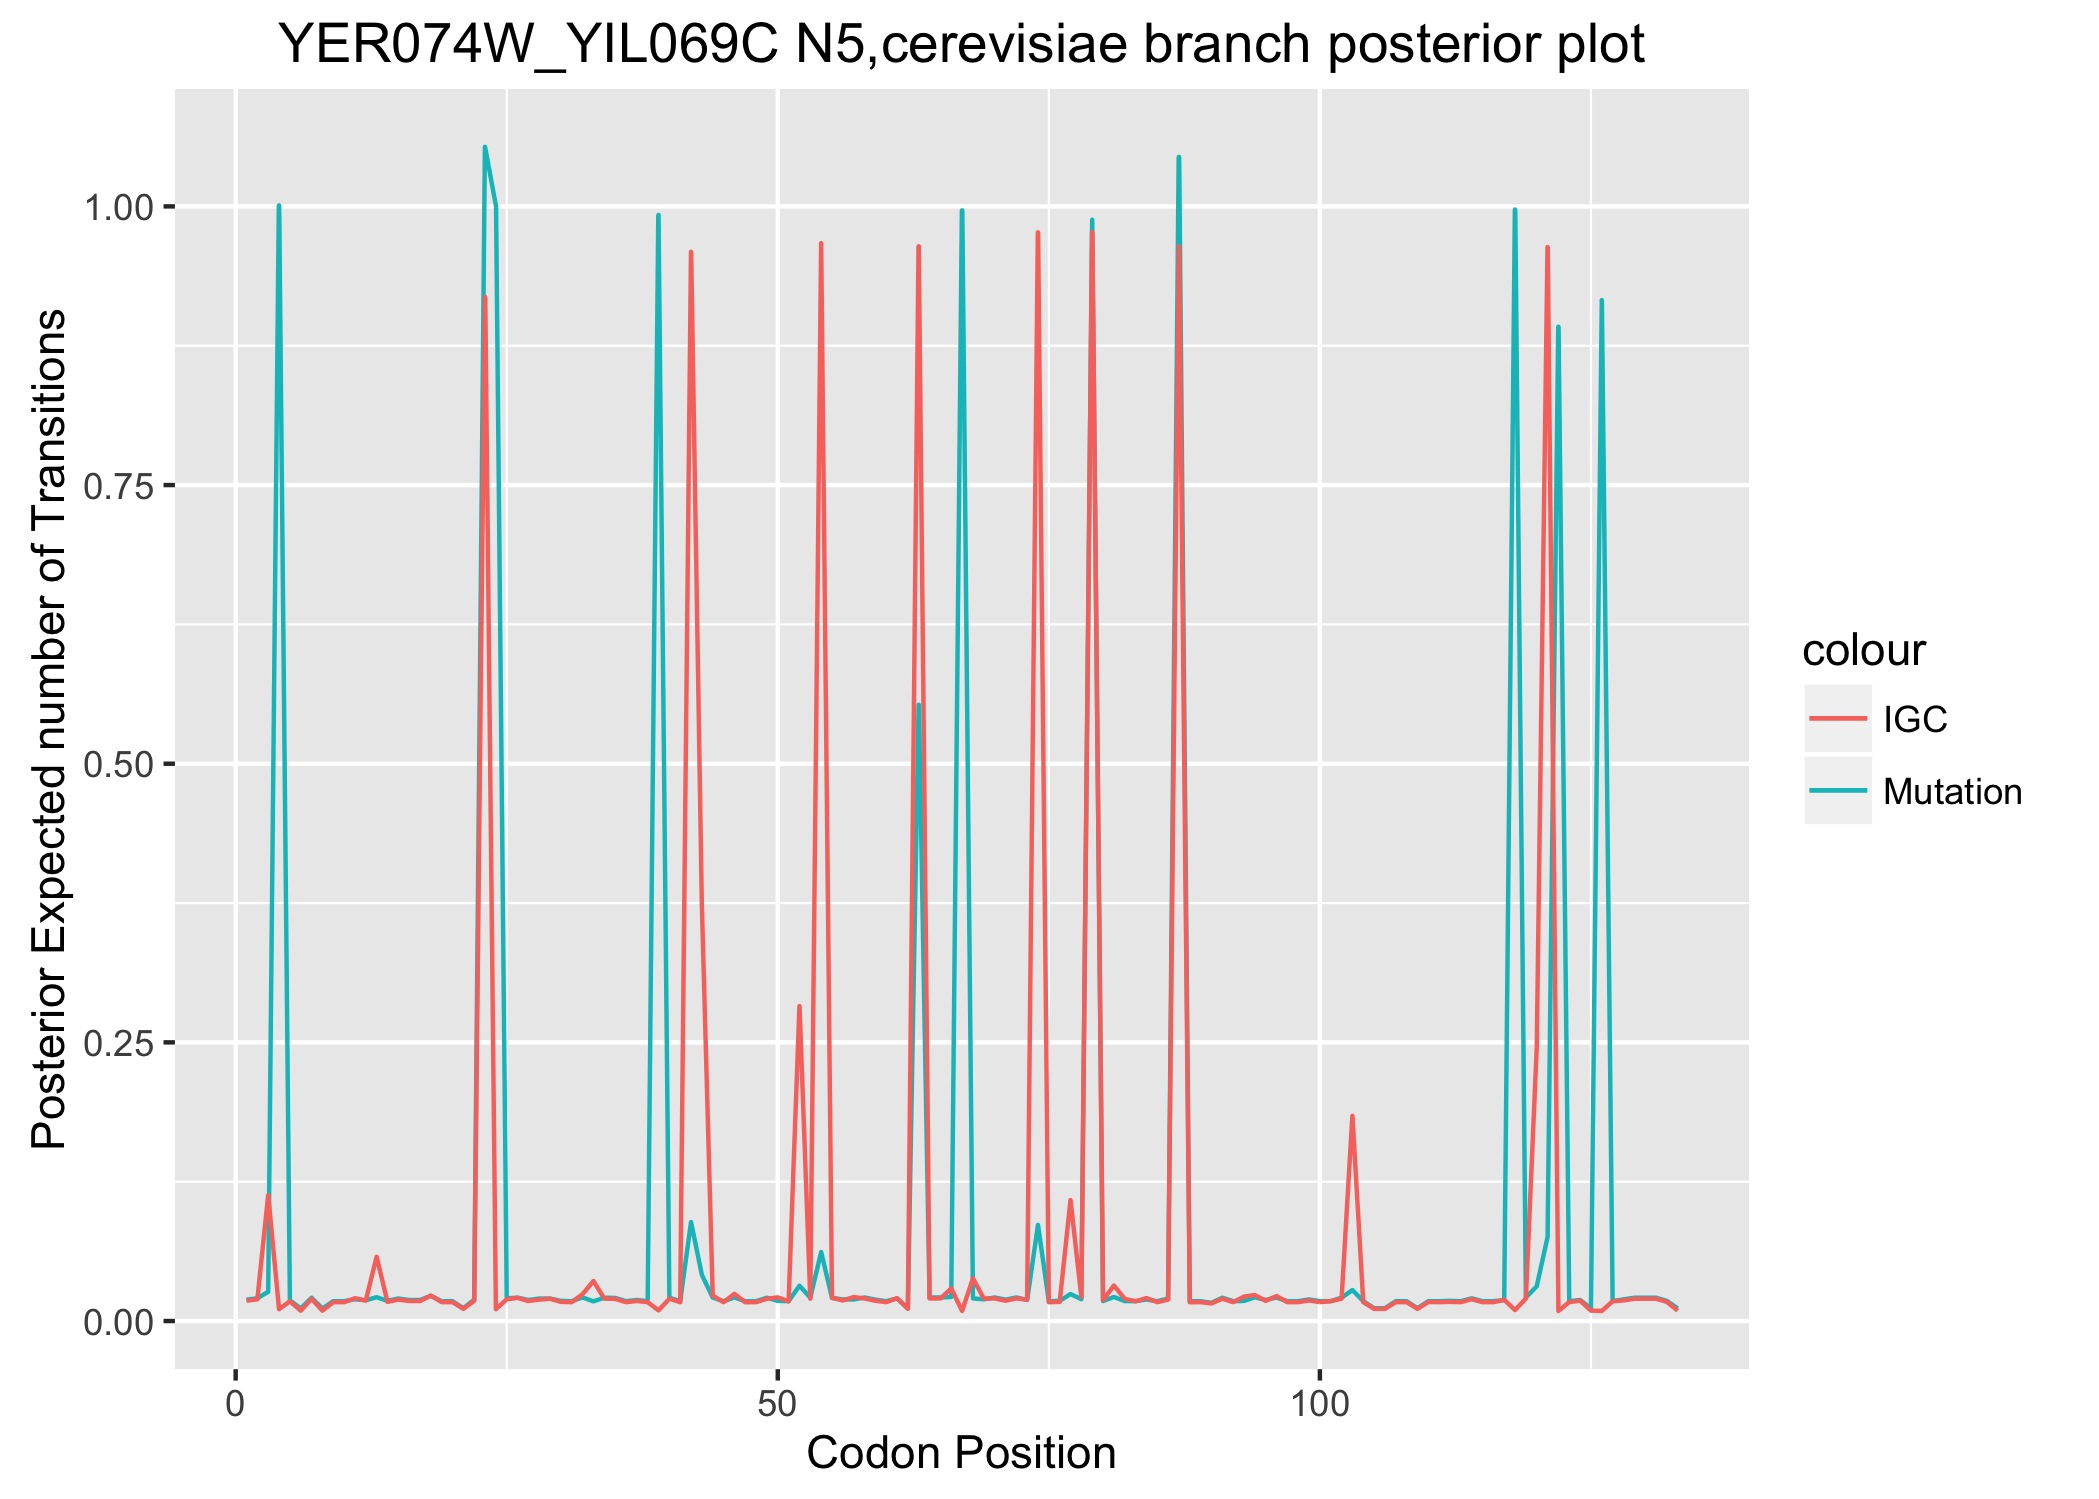 YER074W_YIL069C N5,cerevisiae branch posterior plot
Posterior Expected number of Transitions
1.00
0.75
0.50
0.25
0.00
0
50
100
Codon Position
colour
IGC
Mutation